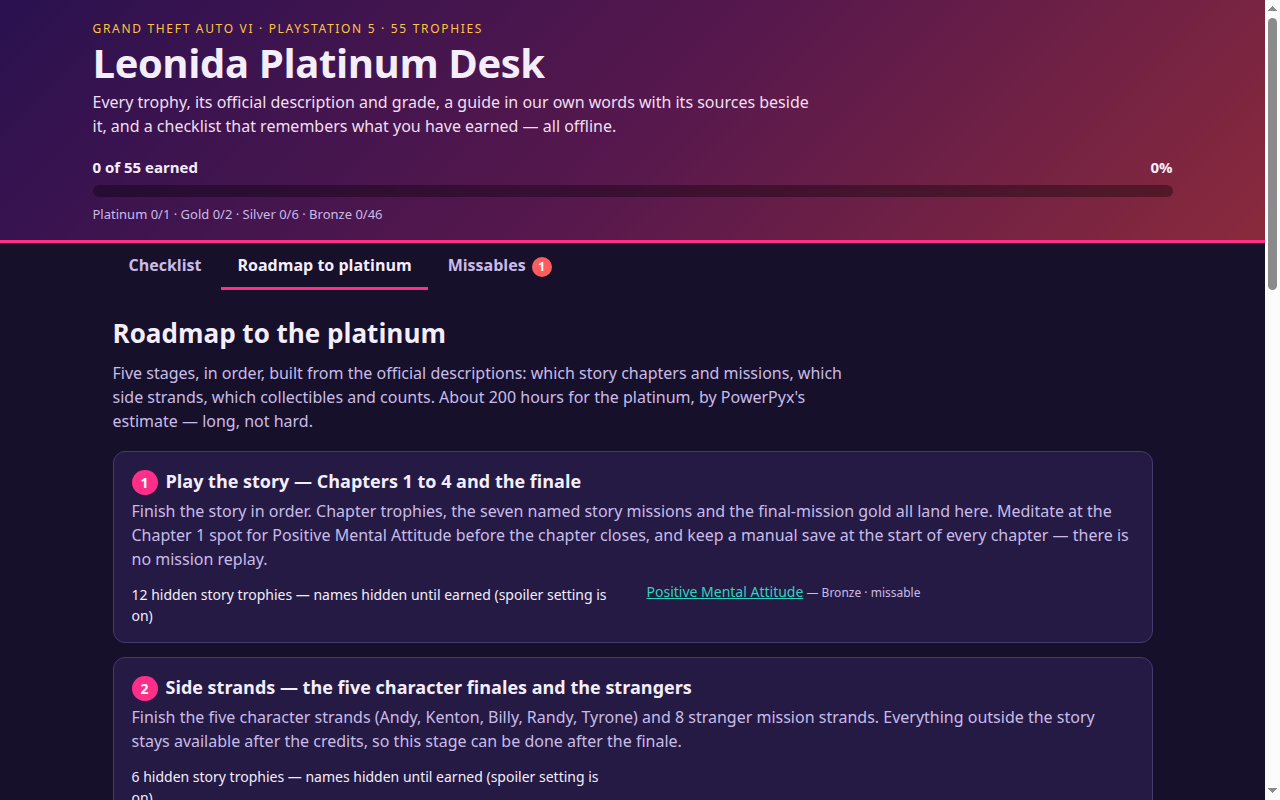 GRAND THEFT AUTO VI · PLAYSTATION 5 · 55 TROPHIES
Leonida Platinum Desk
Every trophy, its official description and grade, a guide in our own words with its sources beside
it, and a checklist that remembers what you have earned — all offline.
0 of 55 earned
0%
Platinum 0/1 · Gold 0/2 · Silver 0/6 · Bronze 0/46
Checklist
Roadmap to platinum
Missables 1
Roadmap to the platinum
Five stages, in order, built from the official descriptions: which story chapters and missions, which
side strands, which collectibles and counts. About 200 hours for the platinum, by PowerPyx's
estimate — long, not hard.
1 Play the story — Chapters 1 to 4 and the finale
Finish the story in order. Chapter trophies, the seven named story missions and the final-mission gold all land here. Meditate at the
Chapter 1 spot for Positive Mental Attitude before the chapter closes, and keep a manual save at the start of every chapter — there is
no mission replay.
12 hidden story trophies — names hidden until earned (spoiler setting is
on)
Positive Mental Attitude — Bronze · missable
2 Side strands — the five character finales and the strangers
Finish the five character strands (Andy, Kenton, Billy, Randy, Tyrone) and 8 stranger mission strands. Everything outside the story
stays available after the credits, so this stage can be done after the finale.
6 hidden story trophies — names hidden until earned (spoiler setting is
on)